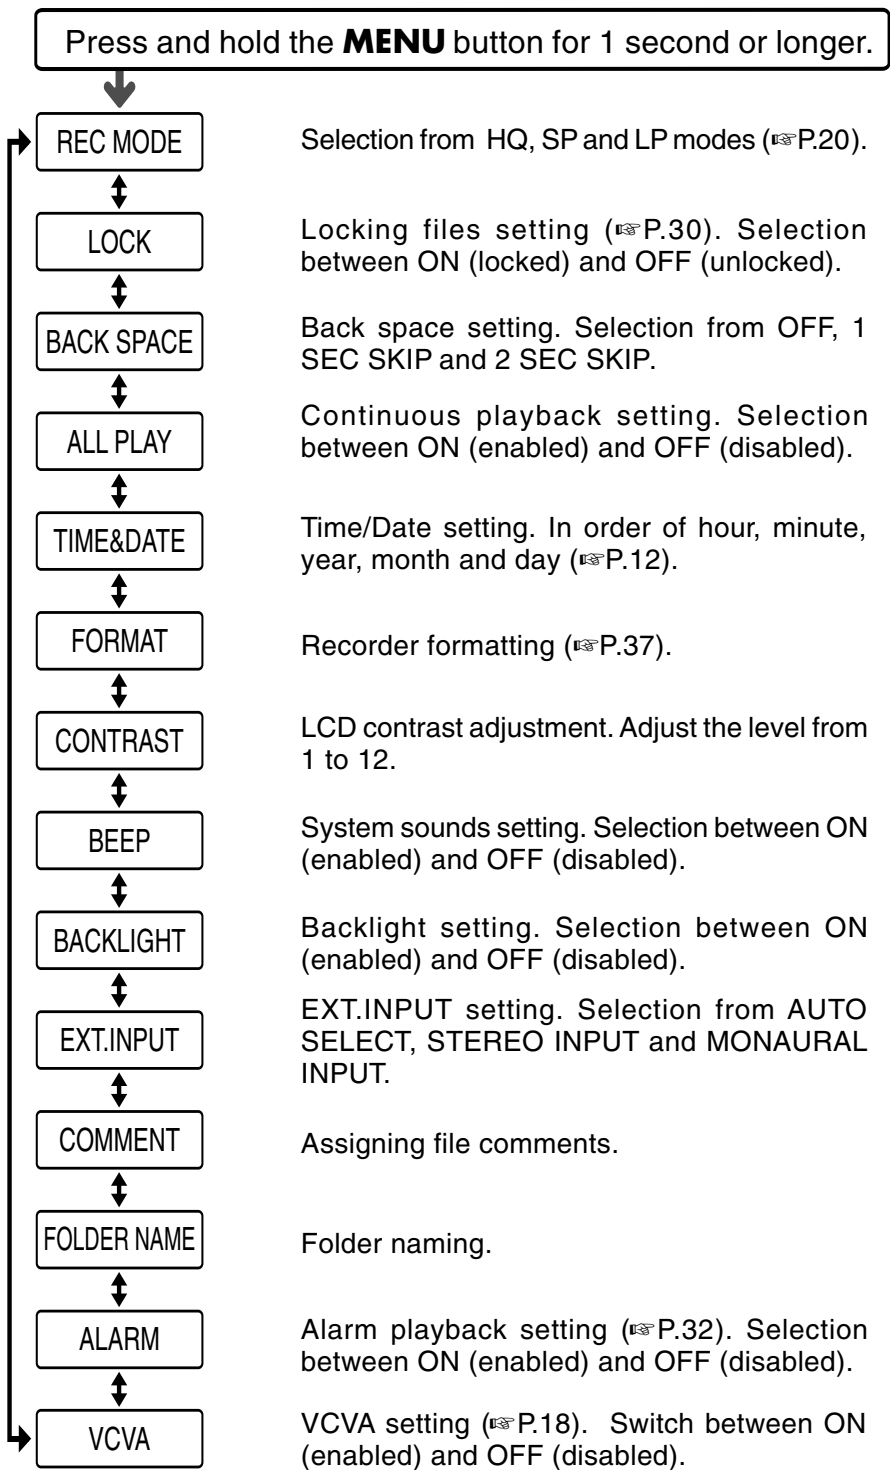 Press and hold the MENU button for 1 second or longer.
REC MODE
Selection from HQ, SP and LP modes (☞P.20).
LOCK
Locking files setting (☞P.30). Selection
between ON (locked) and OFF (unlocked).
BACK SPACE
Back space setting. Selection from OFF, 1
SEC SKIP and 2 SEC SKIP.
ALL PLAY
Continuous playback setting. Selection
between ON (enabled) and OFF (disabled).
TIME&DATE
Time/Date setting. In order of hour, minute,
year, month and day (☞P.12).
FORMAT
Recorder formatting (☞P.37).
CONTRAST
LCD contrast adjustment. Adjust the level from
1 to 12.
BEEP
System sounds setting. Selection between ON
(enabled) and OFF (disabled).
BACKLIGHT
Backlight setting. Selection between ON
(enabled) and OFF (disabled).
EXT.INPUT
EXT.INPUT setting. Selection from AUTO
SELECT, STEREO INPUT and MONAURAL
INPUT.
COMMENT
Assigning file comments.
FOLDER NAME
Folder naming.
ALARM
Alarm playback setting (☞P.32). Selection
between ON (enabled) and OFF (disabled).
VCVA
VCVA setting (☞P.18). Switch between ON
(enabled) and OFF (disabled).